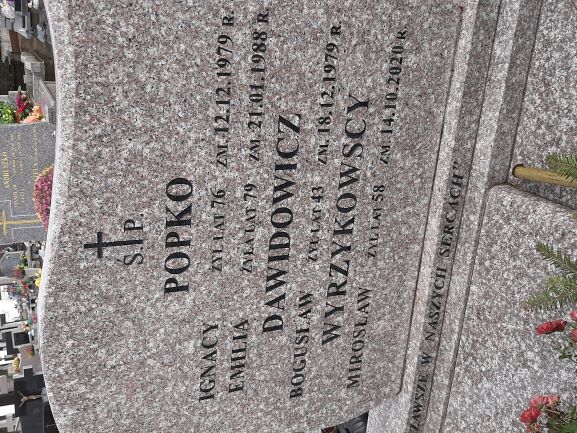 Ś P.
POPKO
IGNACY ŻYŁ LAT 76 ZM. 12.12.1979 R.
EMILIA ŻYŁA LAT 79 ZM. 21.01.1988 R.
DAWIDOWICZ
BOGUSŁAW ŻYŁ LAT 43 ZM. 18.12.1979 R.
WYRZYKOWSCY
MIROSŁAW ŻYŁ LAT 58 ZM. 14.10.2020 R.
ZAWSZE W NASZYCH SERCACH"